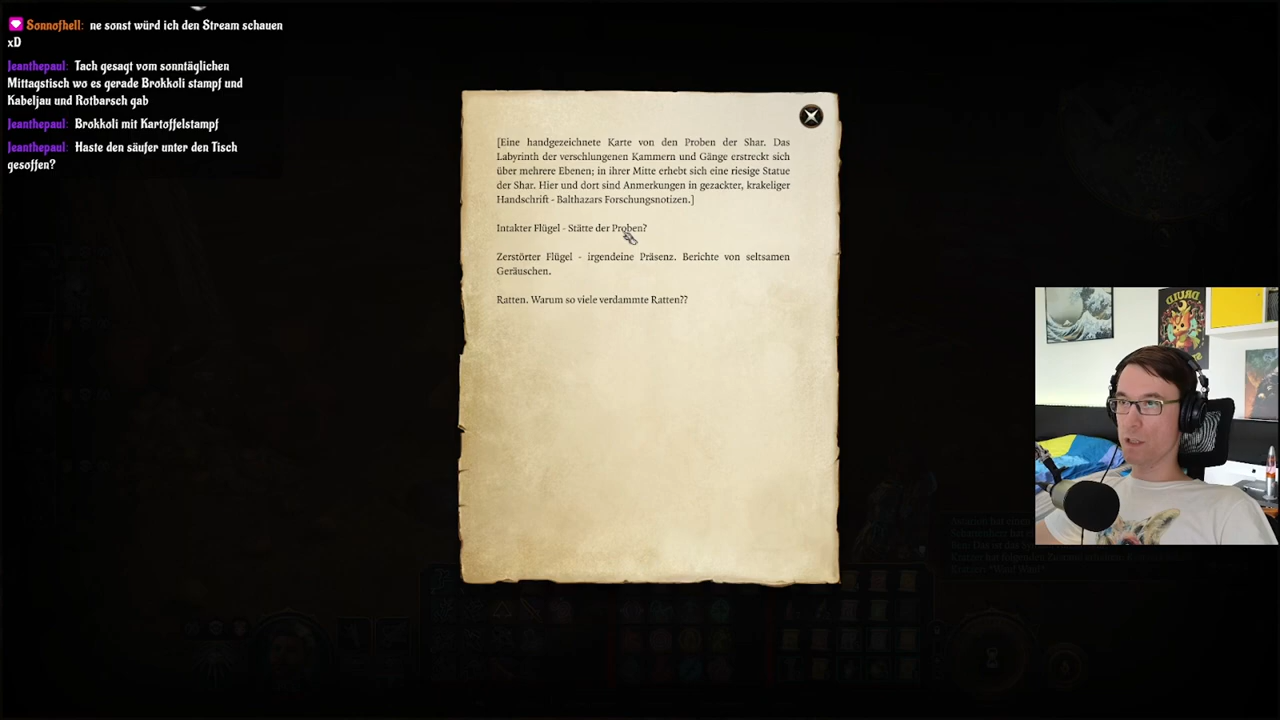 Sonnofhell: ne sonst würd ich den Stream schauen
xD
Jeanthepaul: Tach gesagt vom sonntäglichen
Mittagstisch wo es gerade Brokkoli stampf und
Kabeljau und Rotbarsch gab
Jeanthepaul: Brokkoli mit Kartoffelstampf
Jeanthepaul: Haste den säufer unter den Tisch
gesoffen?
[Eine handgezeichnete Karte von den Proben der Shar. Das
Labyrinth der verschlungenen Kammern und Gänge erstreckt sich
über mehrere Ebenen; in ihrer Mitte erhebt sich eine riesige Statue
der Shar. Hier und dort sind Anmerkungen in gezackter, krakeliger
Handschrift - Balthazars Forschungsnotizen.]
Intakter Flügel - Stätte der Proben?
Zerstörter Flügel - irgendeine Präsenz. Berichte von seltsamen
Geräuschen.
Ratten. Warum so viele verdammte Ratten??
DRUID